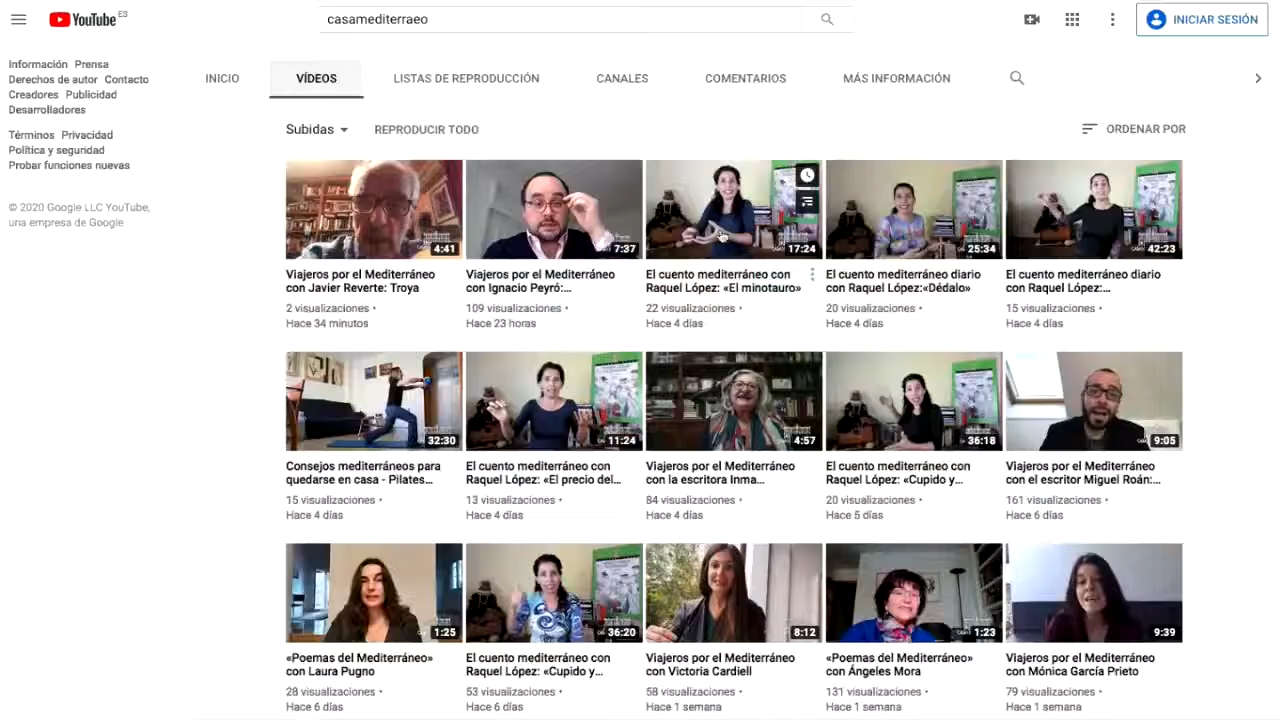 YouTube ES
casamediterraeo
INICIAR SESIÓN
Información Prensa
Derechos de autor Contacto
Creadores Publicidad
Desarrolladores
Términos Privacidad
Política y seguridad
Probar funciones nuevas
© 2020 Google LLC YouTube,
una empresa de Google
INICIO VÍDEOS LISTAS DE REPRODUCCIÓN CANALES COMENTARIOS MÁS INFORMACIÓN
Subidas REPRODUCIR TODO ORDENAR POR
4:41
Viajeros por el Mediterráneo
con Javier Reverte: Troya
2 visualizaciones •
Hace 34 minutos
7:37
Viajeros por el Mediterráneo
con Ignacio Peyró:...
109 visualizaciones •
Hace 23 horas
17:24
El cuento mediterráneo con
Raquel López: «El minotauro»
22 visualizaciones •
Hace 4 días
25:34
El cuento mediterráneo diario
con Raquel López:«Dédalo»
20 visualizaciones •
Hace 4 días
42:23
El cuento mediterráneo diario
con Raquel López:...
15 visualizaciones •
Hace 4 días
32:30
Consejos mediterráneos para
quedarse en casa - Pilates...
15 visualizaciones •
Hace 4 días
11:24
El cuento mediterráneo con
Raquel López: «El precio del...
13 visualizaciones •
Hace 4 días
4:57
Viajeros por el Mediterráneo
con la escritora Inma...
84 visualizaciones •
Hace 4 días
36:18
El cuento mediterráneo con
Raquel López: «Cupido y...
20 visualizaciones •
Hace 5 días
9:05
Viajeros por el Mediterráneo
con el escritor Miguel Roán:...
161 visualizaciones •
Hace 6 días
1:25
«Poemas del Mediterráneo»
con Laura Pugno
28 visualizaciones •
Hace 6 días
36:20
El cuento mediterráneo con
Raquel López: «Cupido y...
53 visualizaciones •
Hace 6 días
8:12
Viajeros por el Mediterráneo
con Victoria Cardiell
58 visualizaciones •
Hace 1 semana
1:23
«Poemas del Mediterráneo»
con Ángeles Mora
131 visualizaciones •
Hace 1 semana
9:39
Viajeros por el Mediterráneo
con Mónica García Prieto
79 visualizaciones •
Hace 1 semana